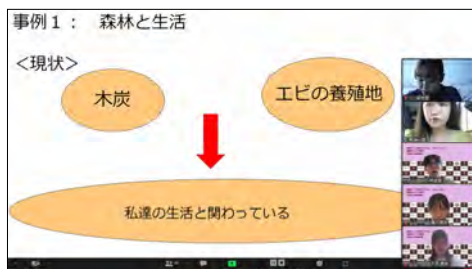 事例１： 森林と生活
＜現状＞
木炭
エビの養殖地
私達の生活と関わっている